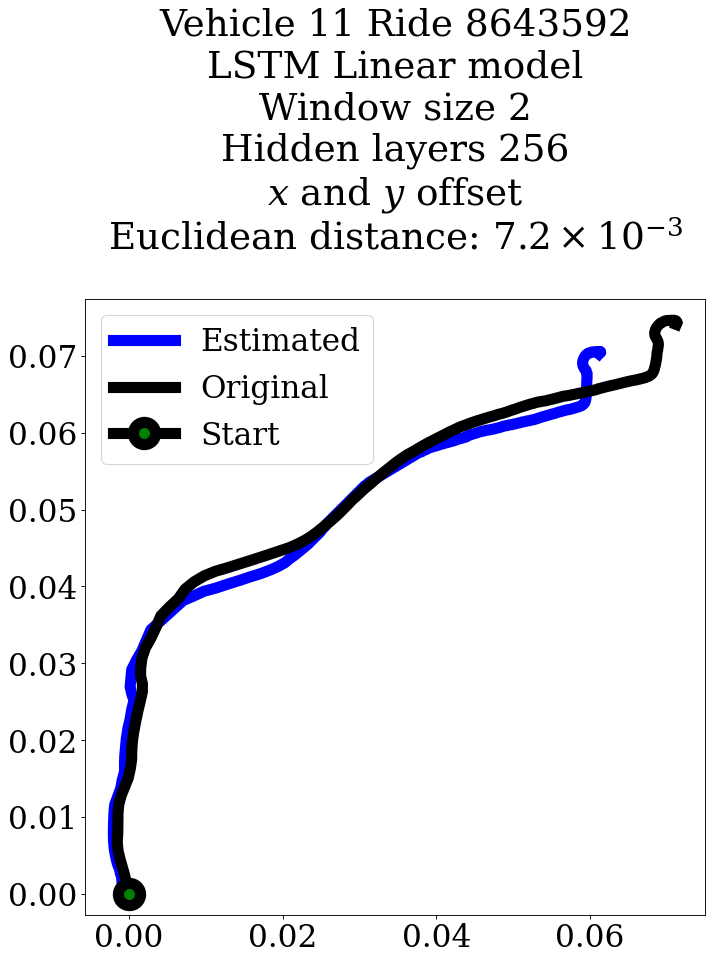 Vehicle 11 Ride 8643592
LSTM Linear model
Window size 2
Hidden layers 256
x and y offset
Euclidean distance: 7.2 × 10⁻³
Estimated
Original
Start
0.07
0.06
0.05
0.04
0.03
0.02
0.01
0.00
0.00 0.02 0.04 0.06